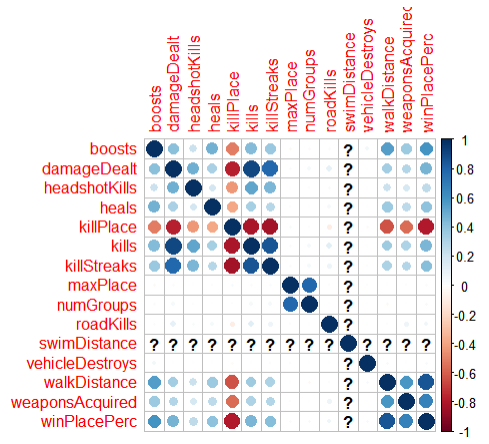 boosts
damageDealt
headshotKills
heals
killPlace
kills
killStreaks
maxPlace
numGroups
roadKills
swimDistance
vehicleDestroys
walkDistance
weaponsAcquired
winPlacePerc
boosts ?
damageDealt ?
headshotKills ?
heals ?
killPlace ?
kills ?
killStreaks ?
maxPlace ?
numGroups ?
roadKills ?
swimDistance ? ? ? ? ? ? ? ? ? ? ? ? ? ?
vehicleDestroys ?
walkDistance ?
weaponsAcquired ?
winPlacePerc ?
1
0.8
0.6
0.4
0.2
0
-0.2
-0.4
-0.6
-0.8
-1